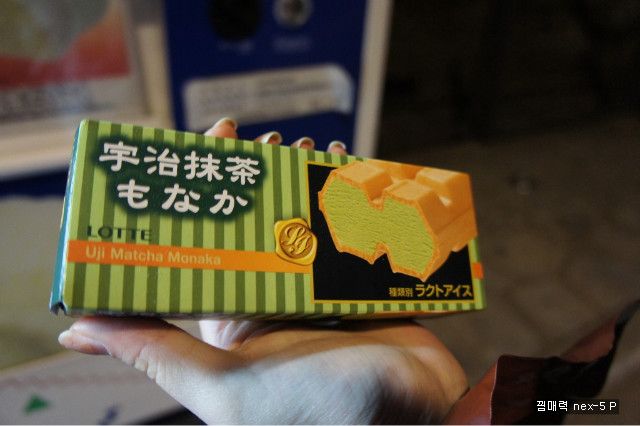 宇治抹茶
もなか
LOTTE
Uji Matcha Monaka
種類別 ラクトアイス
찜매력 nex-5 P